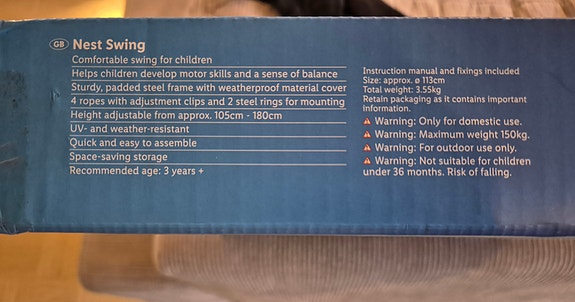 GB Nest Swing
Comfortable swing for children
Helps children develop motor skills and a sense of balance
Sturdy, padded steel frame with weatherproof material cover
4 ropes with adjustment clips and 2 steel rings for mounting
Height adjustable from approx. 105cm - 180cm
UV- and weather-resistant
Quick and easy to assemble
Space-saving storage
Recommended age: 3 years +
Instruction manual and fixings included
Size: approx. ø 113cm
Total weight: 3.55kg
Retain packaging as it contains important
information.
Warning: Only for domestic use.
Warning: Maximum weight 150kg.
Warning: For outdoor use only.
Warning: Not suitable for children
under 36 months. Risk of falling.